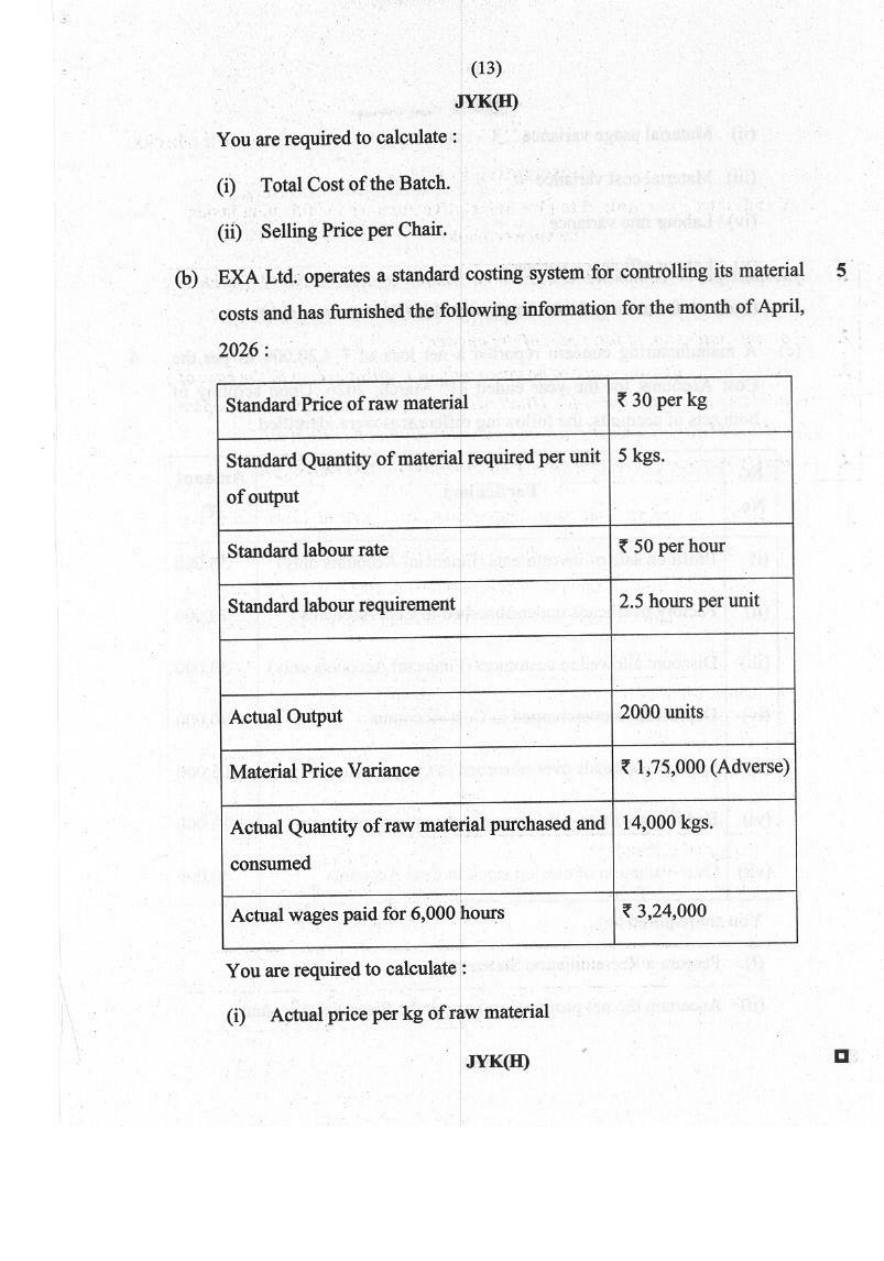 (13)
JYK(H)
You are required to calculate :
(i) Total Cost of the Batch.
(ii) Selling Price per Chair.
(b) EXA Ltd. operates a standard costing system for controlling its material 5
costs and has furnished the following information for the month of April,
2026 :
Standard Price of raw material ₹ 30 per kg
Standard Quantity of material required per unit 5 kgs.
of output
Standard labour rate ₹ 50 per hour
Standard labour requirement 2.5 hours per unit
Actual Output 2000 units
Material Price Variance ₹ 1,75,000 (Adverse)
Actual Quantity of raw material purchased and 14,000 kgs.
consumed
Actual wages paid for 6,000 hours ₹ 3,24,000
You are required to calculate :
(i) Actual price per kg of raw material
JYK(H)